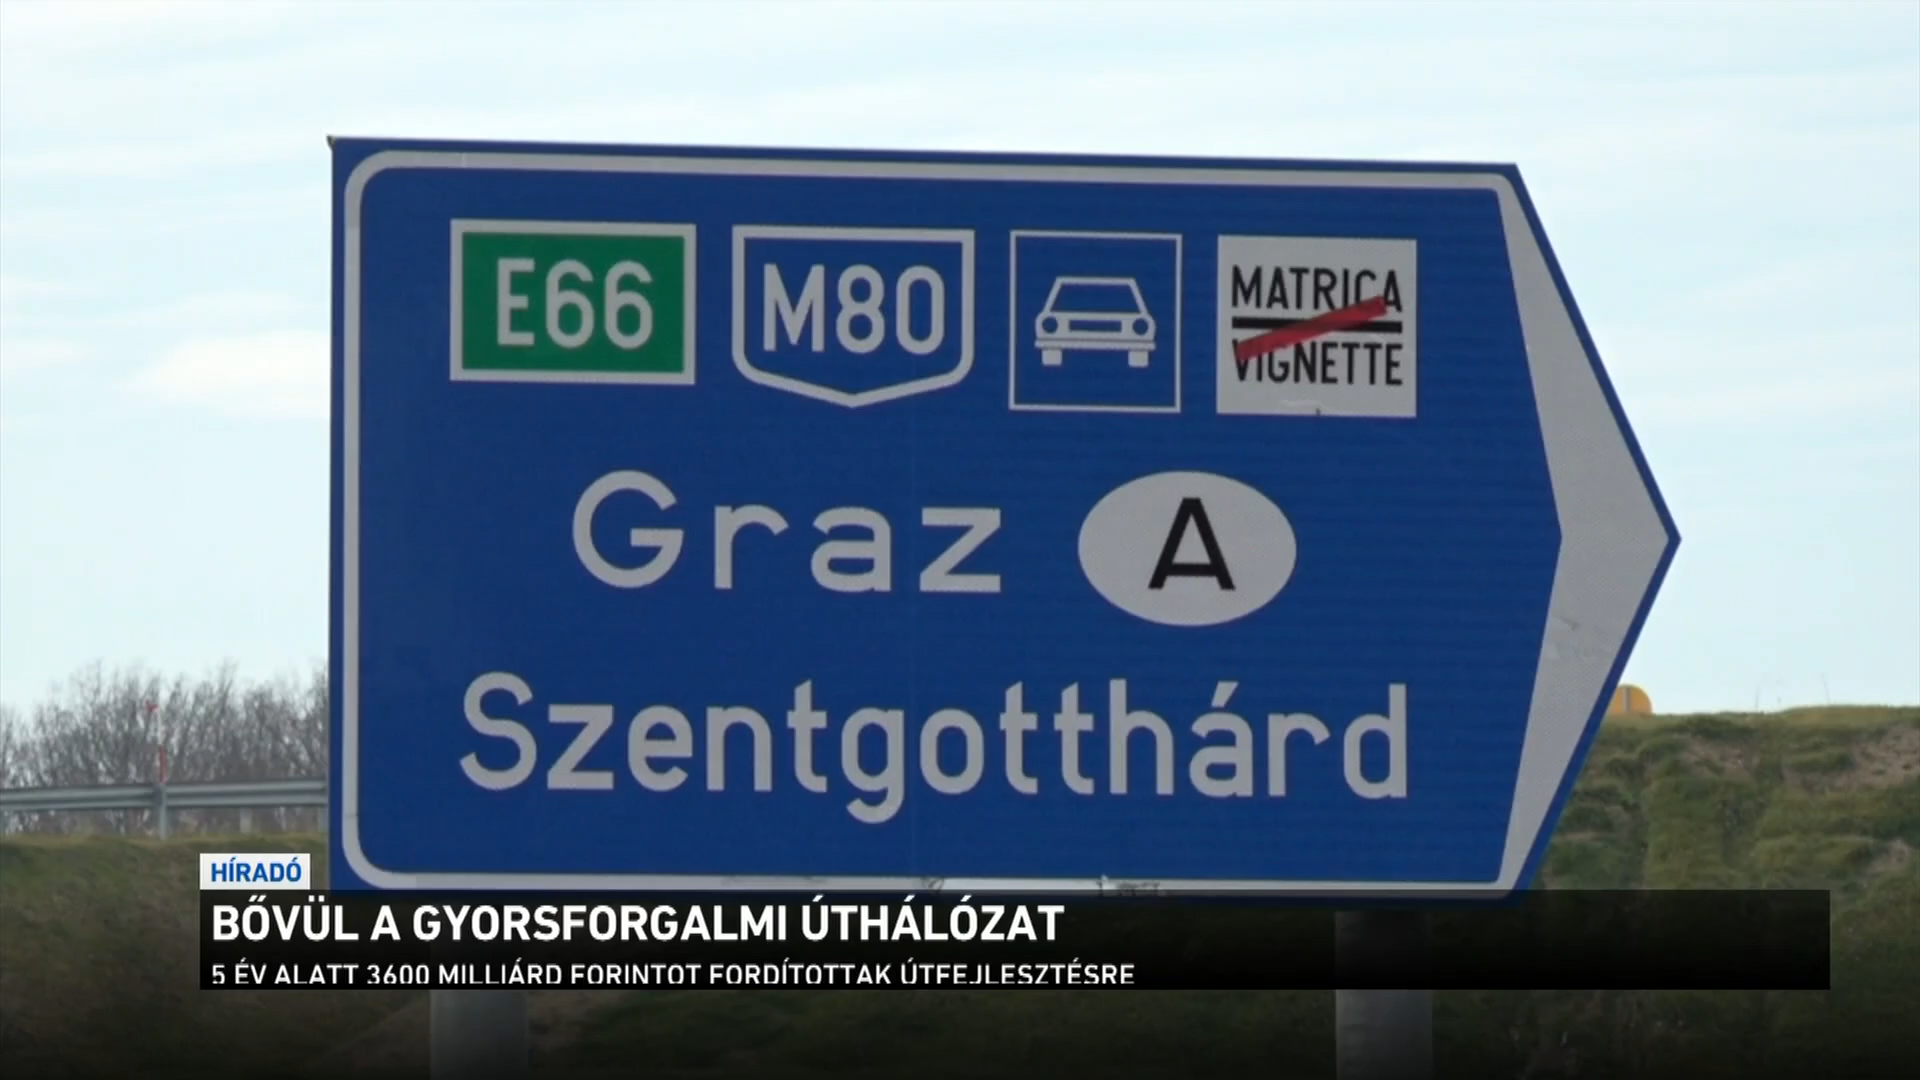 E66 M80 MATRICA
VIGNETTE
Graz A
Szentgotthárd
HÍRADÓ
BŐVÜL A GYORSFORGALMI ÚTHÁLÓZAT
5 ÉV ALATT 3600 MILLIÁRD FORINTOT FORDÍTOTTAK ÚTFEJLESZTÉSRE